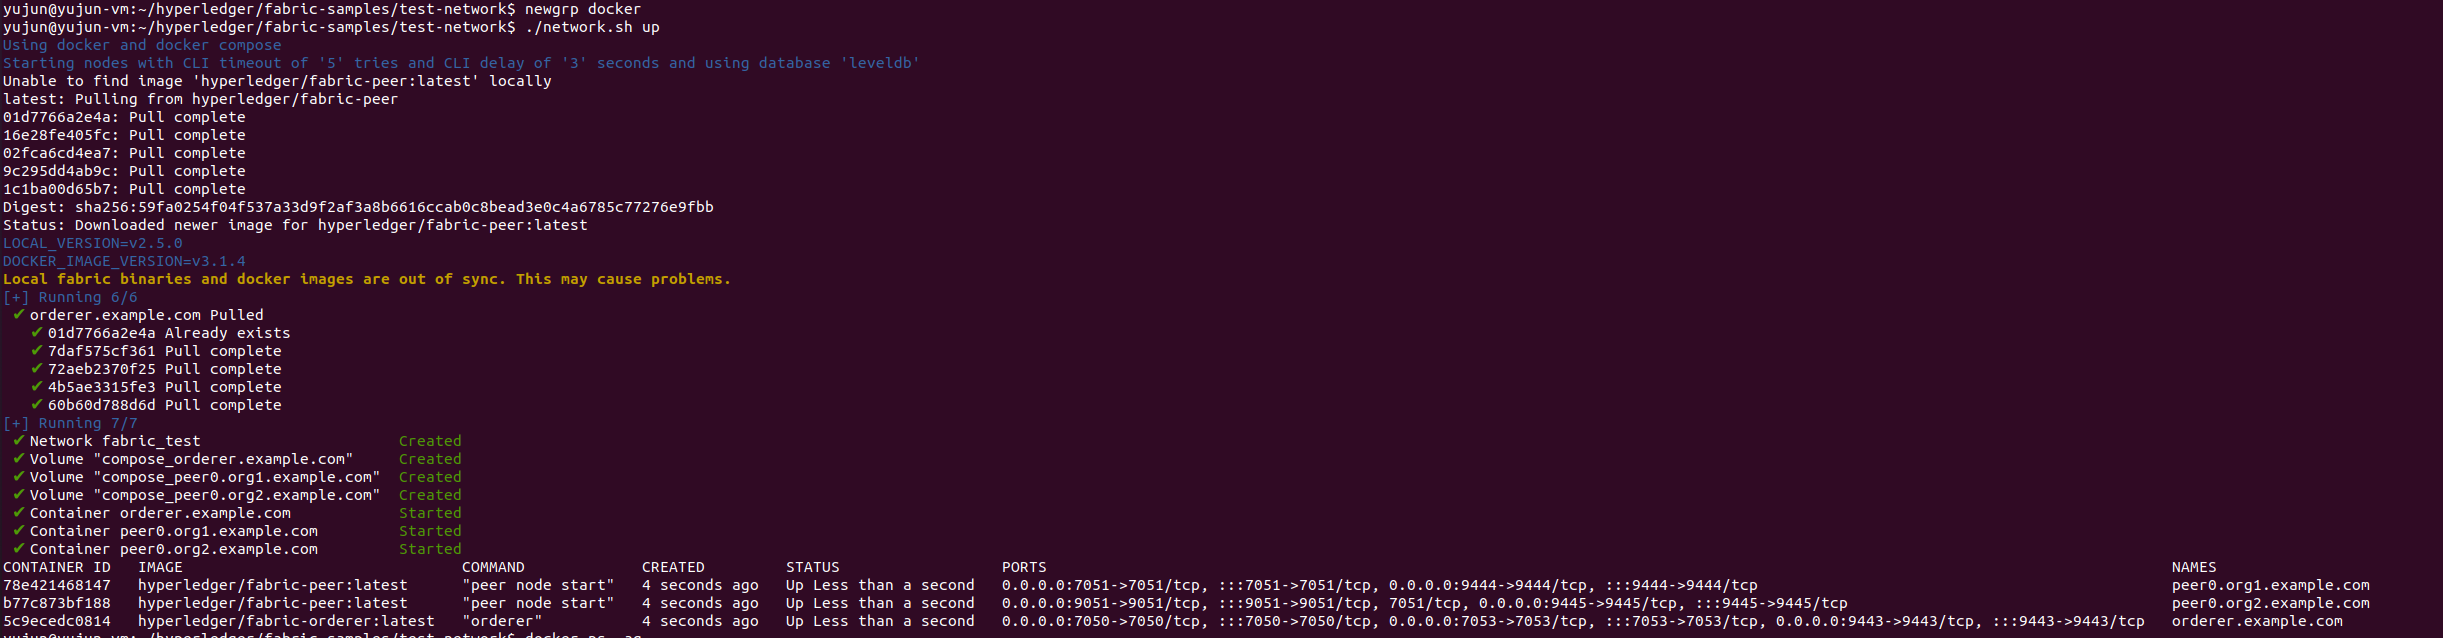 yujun@yujun-vm:~/hyperledger/fabric-samples/test-network$ newgrp docker
yujun@yujun-vm:~/hyperledger/fabric-samples/test-network$ ./network.sh up
Using docker and docker compose
Starting nodes with CLI timeout of '5' tries and CLI delay of '3' seconds and using database 'leveldb'
Unable to find image 'hyperledger/fabric-peer:latest' locally
latest: Pulling from hyperledger/fabric-peer
01d7766a2e4a: Pull complete
16e28fe405fc: Pull complete
02fca6cd4ea7: Pull complete
9c295dd4ab9c: Pull complete
1c1ba00d65b7: Pull complete
Digest: sha256:59fa0254f04f537a33d9f2af3a8b6616ccab0c8bead3e0c4a6785c77276e9fbb
Status: Downloaded newer image for hyperledger/fabric-peer:latest
LOCAL_VERSION=v2.5.0
DOCKER_IMAGE_VERSION=v3.1.4
Local fabric binaries and docker images are out of sync. This may cause problems.
[+] Running 6/6
✔ orderer.example.com Pulled
✔ 01d7766a2e4a Already exists
✔ 7daf575cf361 Pull complete
✔ 72aeb2370f25 Pull complete
✔ 4b5ae3315fe3 Pull complete
✔ 60b60d788d6d Pull complete
[+] Running 7/7
✔ Network fabric_test Created
✔ Volume "compose_orderer.example.com" Created
✔ Volume "compose_peer0.org1.example.com" Created
✔ Volume "compose_peer0.org2.example.com" Created
✔ Container orderer.example.com Started
✔ Container peer0.org1.example.com Started
✔ Container peer0.org2.example.com Started
CONTAINER ID IMAGE COMMAND CREATED STATUS PORTS NAMES
78e421468147 hyperledger/fabric-peer:latest "peer node start" 4 seconds ago Up Less than a second 0.0.0.0:7051->7051/tcp, :::7051->7051/tcp, 0.0.0.0:9444->9444/tcp, :::9444->9444/tcp peer0.org1.example.com
b77c873bf188 hyperledger/fabric-peer:latest "peer node start" 4 seconds ago Up Less than a second 0.0.0.0:9051->9051/tcp, :::9051->9051/tcp, 7051/tcp, 0.0.0.0:9445->9445/tcp, :::9445->9445/tcp peer0.org2.example.com
5c9ecedc0814 hyperledger/fabric-orderer:latest "orderer" 4 seconds ago Up Less than a second 0.0.0.0:7050->7050/tcp, :::7050->7050/tcp, 0.0.0.0:7053->7053/tcp, :::7053->7053/tcp, 0.0.0.0:9443->9443/tcp, :::9443->9443/tcp orderer.example.com